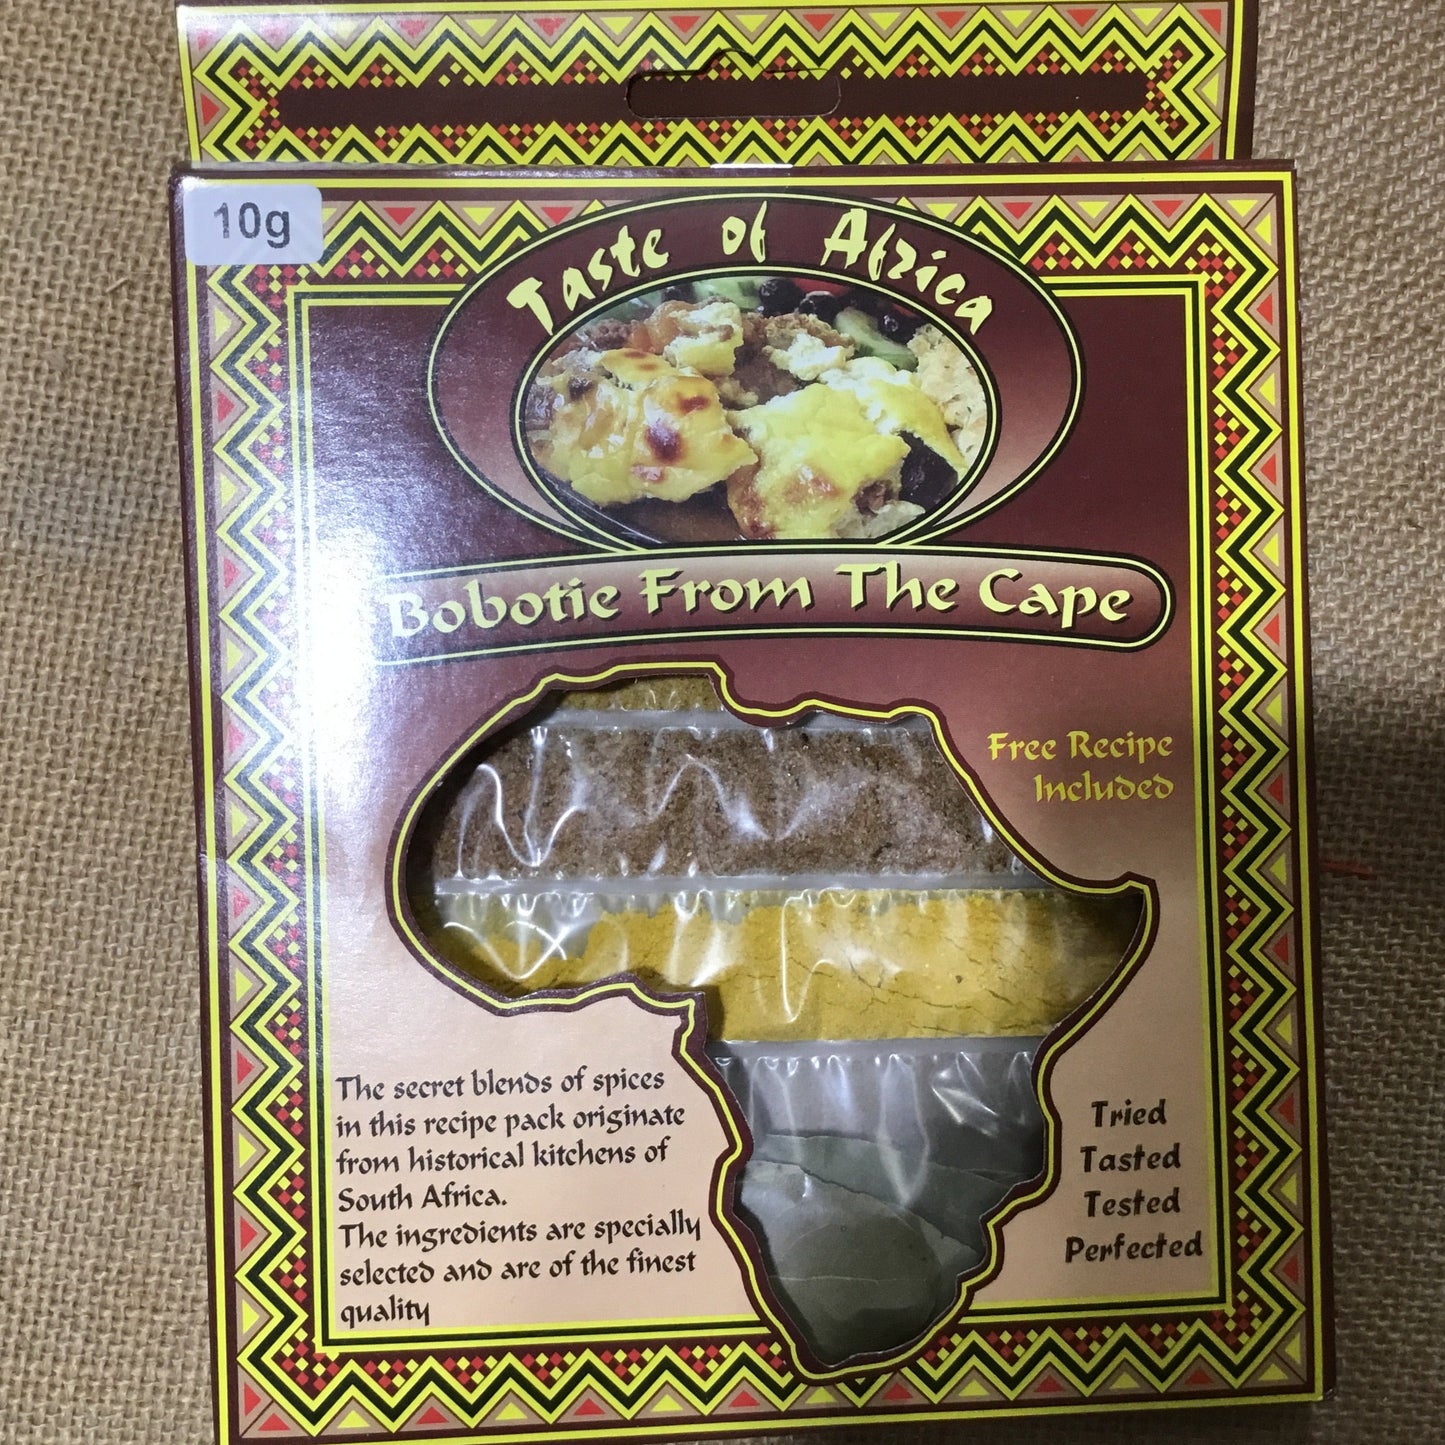 10g
Taste of Africa
Bobotie From The Cape
Free Recipe
Included
The secret blends of spices
in this recipe pack originate
from historical kitchens of
South Africa.
The ingredients are specially
selected and are of the finest
quality
Tried
Tasted
Tested
Perfected